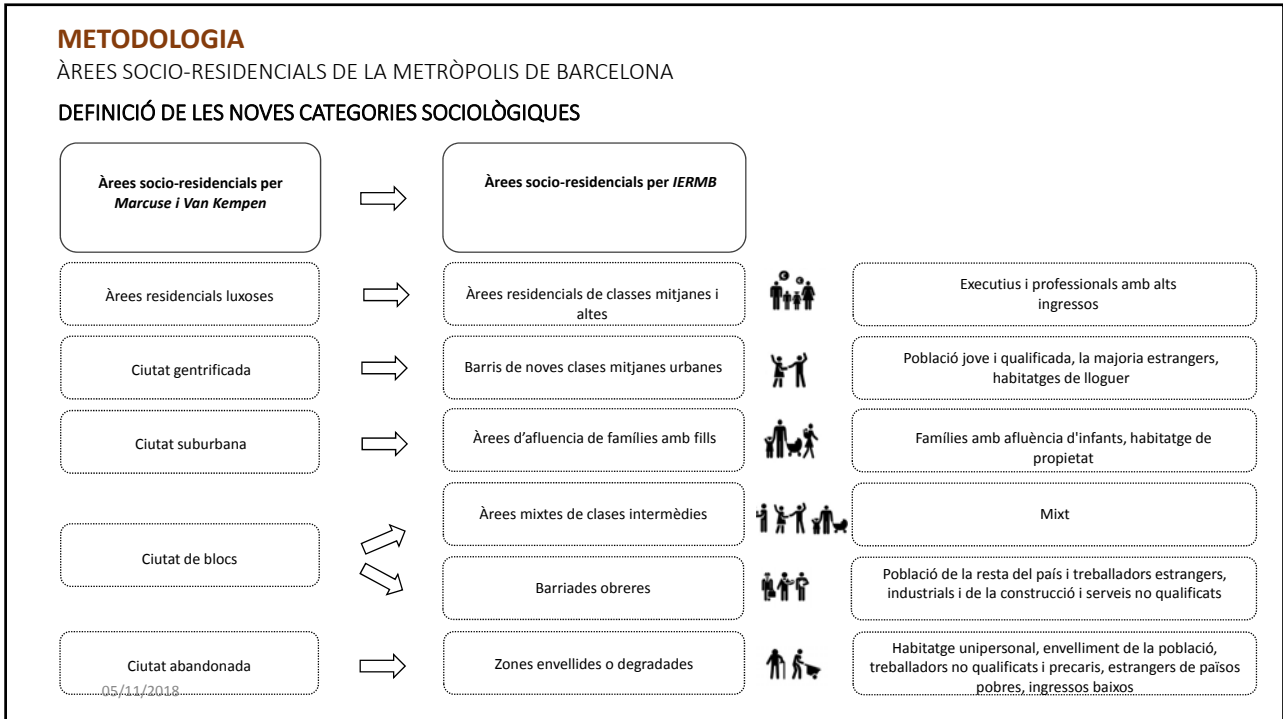 METODOLOGIA
ÀREES SOCIO-RESIDENCIALS DE LA METRÒPOLIS DE BARCELONA
DEFINICIÓ DE LES NOVES CATEGORIES SOCIOLÒGIQUES
Àrees socio-residencials per
Marcuse i Van Kempen
Àrees socio-residencials per IERMB
Àrees residencials luxoses
Àrees residencials de classes mitjanes i
altes
Executius i professionals amb alts
ingressos
Ciutat gentrificada
Barris de noves clases mitjanes urbanes
Població jove i qualificada, la majoria estrangers,
habitatges de lloguer
Ciutat suburbana
Àrees d’afluencia de famílies amb fills
Famílies amb afluència d'infants, habitatge de
propietat
Ciutat de blocs
Àrees mixtes de clases intermèdies
Mixt
Barriades obreres
Població de la resta del país i treballadors estrangers,
industrials i de la construcció i serveis no qualificats
Ciutat abandonada
Zones envellides o degradades
Habitatge unipersonal, envelliment de la població,
treballadors no qualificats i precaris, estrangers de països
pobres, ingressos baixos
05/11/2018